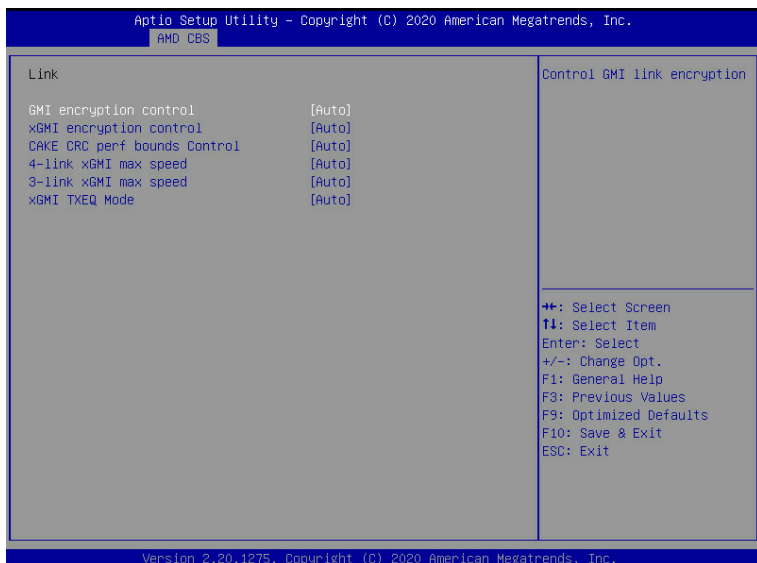 Aptio Setup Utility – Copyright (C) 2020 American Megatrends, Inc.
AMD CBS
Link
GMI encryption control [Auto]
xGMI encryption control [Auto]
CAKE CRC perf bounds Control [Auto]
4-link xGMI max speed [Auto]
3-link xGMI max speed [Auto]
xGMI TXEQ Mode [Auto]
Control GMI link encryption
→←: Select Screen
↑↓: Select Item
Enter: Select
+/-: Change Opt.
F1: General Help
F3: Previous Values
F9: Optimized Defaults
F10: Save & Exit
ESC: Exit
Version 2.20.1275. Copyright (C) 2020 American Megatrends, Inc.